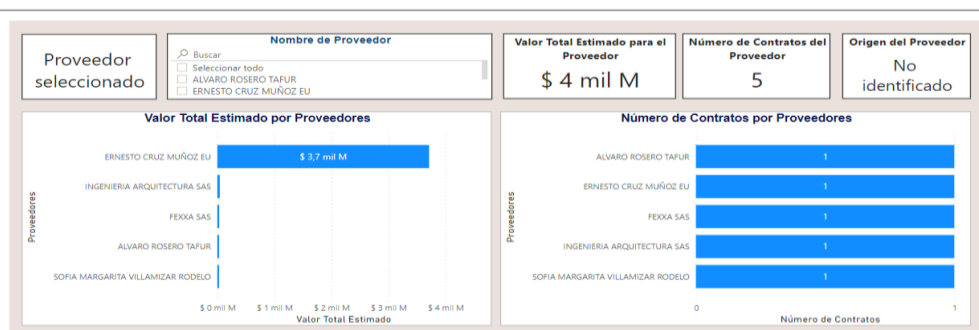 Proveedor
seleccionado
Nombre de Proveedor
Buscar
Seleccionar todo
ALVARO ROSERO TAFUR
ERNESTO CRUZ MUÑOZ EU
Valor Total Estimado para el
Proveedor
$ 4 mil M
Número de Contratos del
Proveedor
5
Origen del Proveedor
No
identificado
Valor Total Estimado por Proveedores
Proveedores
ERNESTO CRUZ MUÑOZ EU
$ 3,7 mil M
INGENIERIA ARQUITECTURA SAS
FEXXA SAS
ALVARO ROSERO TAFUR
SOFIA MARGARITA VILLAMIZAR RODELO
$ 0 mil M $ 1 mil M $ 2 mil M $ 3 mil M $ 4 mil M
Valor Total Estimado
Número de Contratos por Proveedores
Proveedores
ALVARO ROSERO TAFUR 1
ERNESTO CRUZ MUÑOZ EU 1
FEXXA SAS 1
INGENIERIA ARQUITECTURA SAS 1
SOFIA MARGARITA VILLAMIZAR RODELO 1
0 1
Número de Contratos